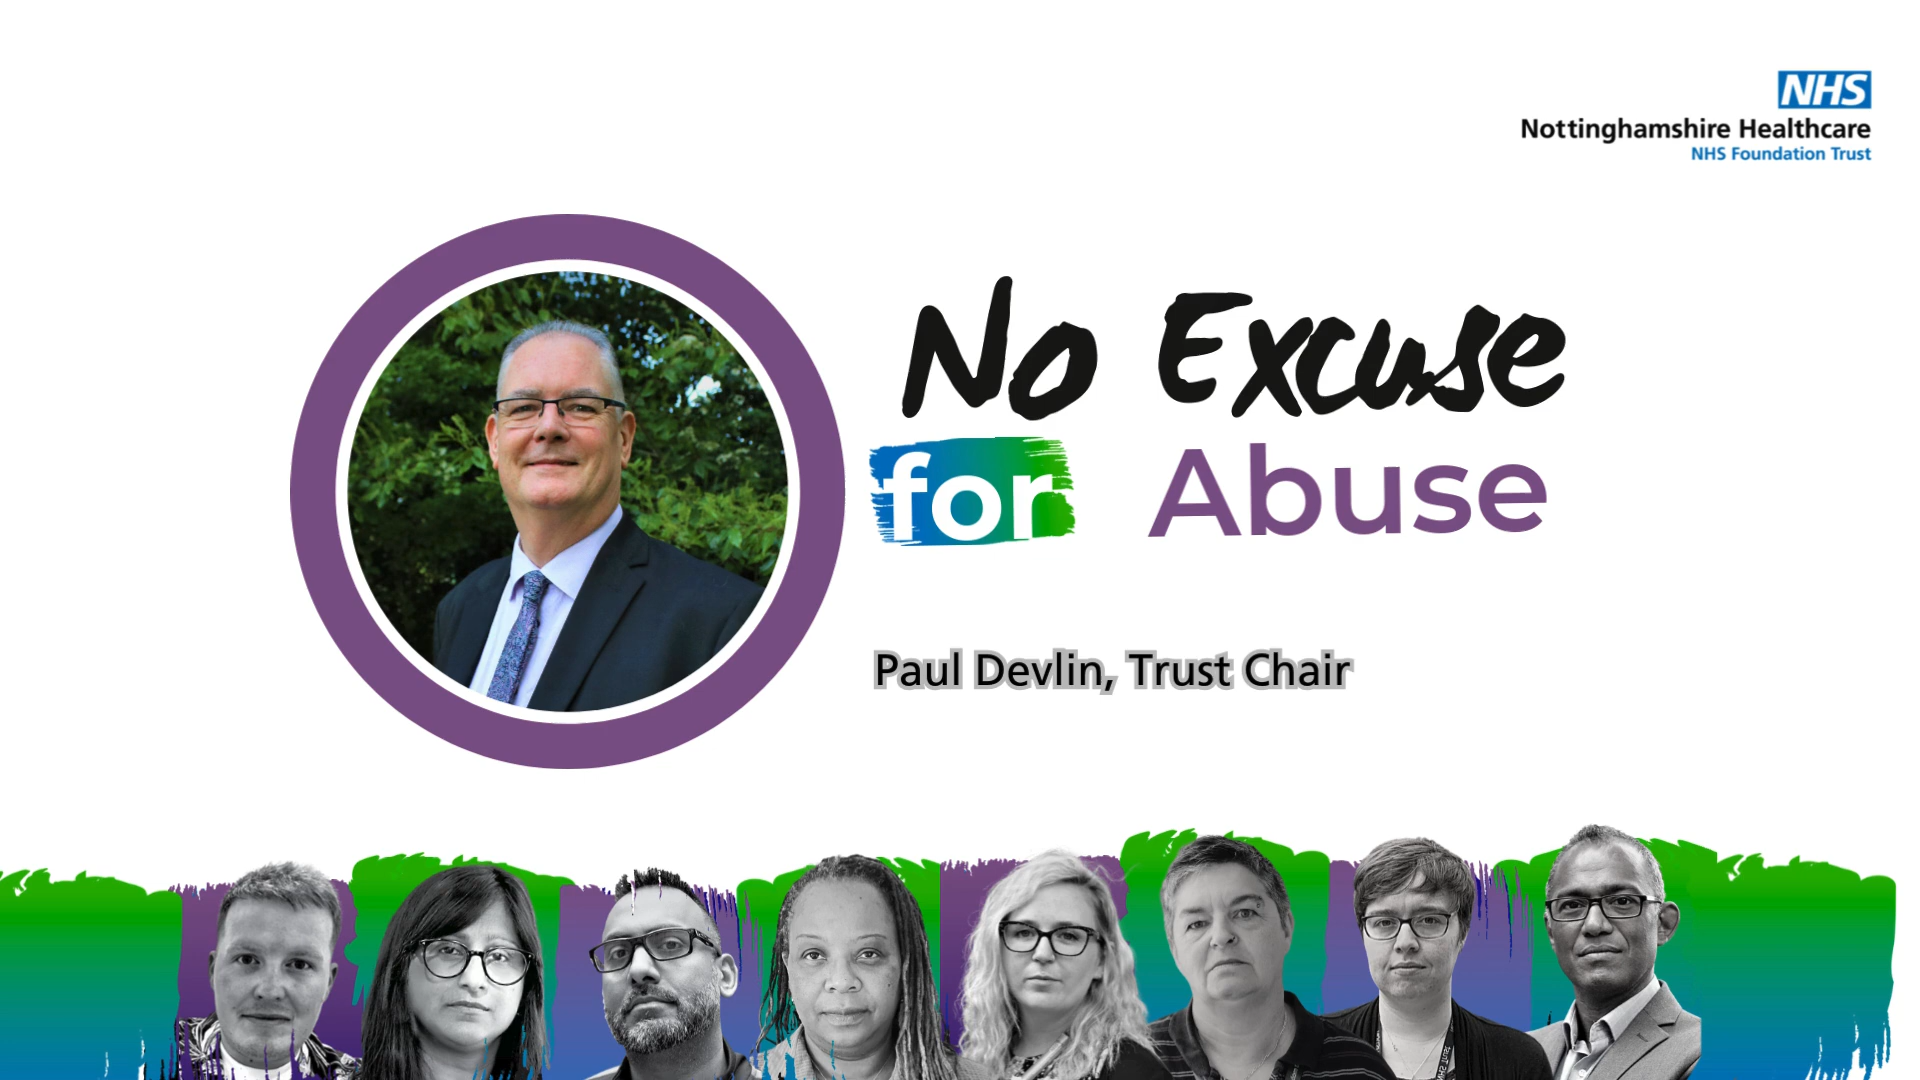 NHS
Nottinghamshire Healthcare
NHS Foundation Trust
No Excuse
for Abuse
Paul Devlin, Trust Chair